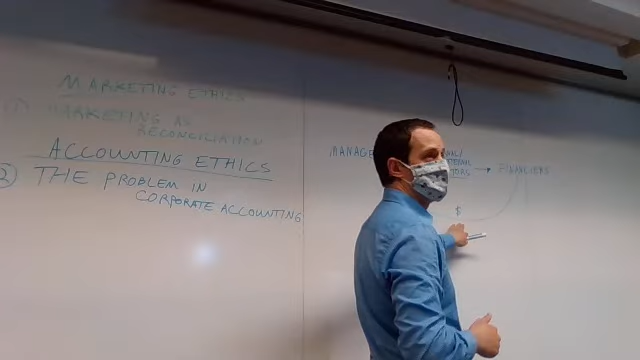 MARKETING ETHICS
MARKETING AS
RECONCILIATION
ACCOUNTING ETHICS
2 THE PROBLEM IN
CORPORATE ACCOUNTING
MANAGE
FINANCIERS
$